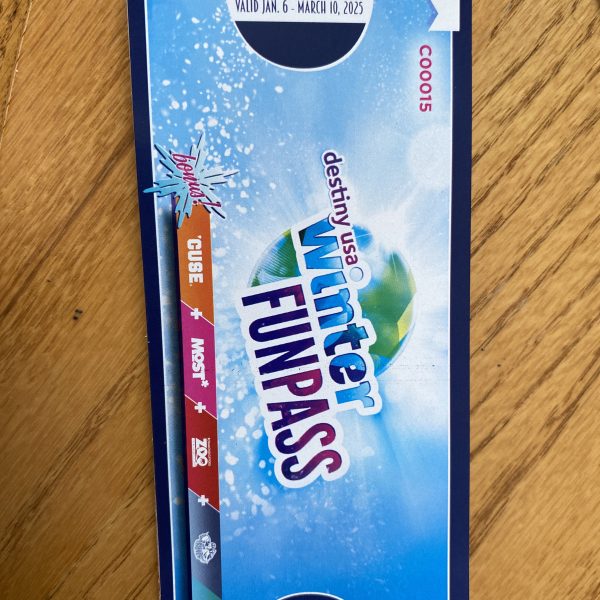 VALID JAN. 6 - MARCH 10, 2025
C00015
destiny usa
winter
FUNPASS
bonus!
'CUSE + MOST* + ZOO +